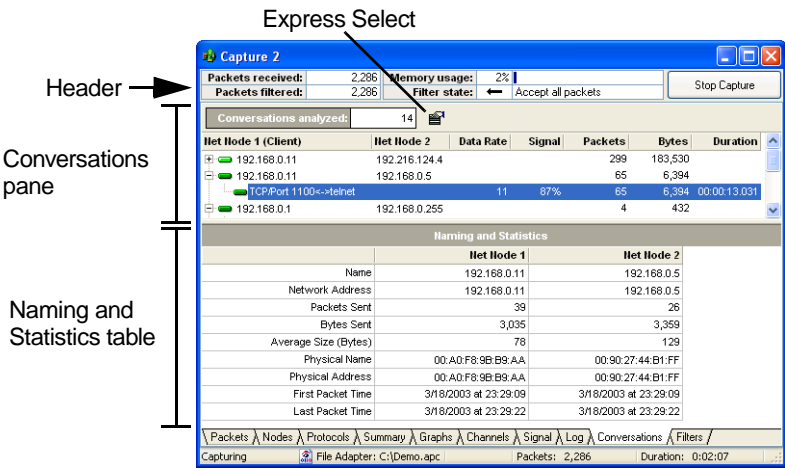 Express Select
Capture 2
Header
Packets received: 2,286 Memory usage: 2%
Packets filtered: 2,286 Filter state: Accept all packets
Stop Capture
Conversations pane
Conversations analyzed: 14
Net Node 1 (Client) Net Node 2 Data Rate Signal Packets Bytes Duration
192.168.0.11 192.216.124.4 299 183,530
192.168.0.11 192.168.0.5 65 6,394
TCP/Port 1100<->telnet 11 87% 65 6,394 00:00:13.031
192.168.0.1 192.168.0.255 4 432
Naming and Statistics table
Naming and Statistics
Net Node 1 Net Node 2
Name 192.168.0.11 192.168.0.5
Network Address 192.168.0.11 192.168.0.5
Packets Sent 39 26
Bytes Sent 3,035 3,359
Average Size (Bytes) 78 129
Physical Name 00:A0:F8:9B:B9:AA 00:90:27:44:B1:FF
Physical Address 00:A0:F8:9B:B9:AA 00:90:27:44:B1:FF
First Packet Time 3/18/2003 at 23:29:09 3/18/2003 at 23:29:09
Last Packet Time 3/18/2003 at 23:29:22 3/18/2003 at 23:29:22
Packets Nodes Protocols Summary Graphs Channels Signal Log Conversations Filters
Capturing File Adapter: C:\Demo.apc Packets: 2,286 Duration: 0:02:07